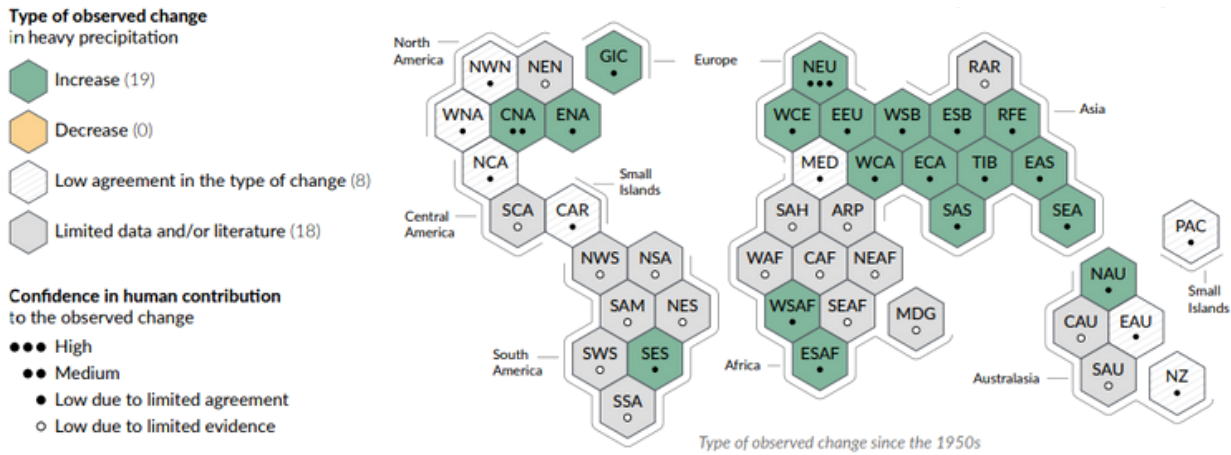 Type of observed change
in heavy precipitation
Increase (19)
Decrease (0)
Low agreement in the type of change (8)
Limited data and/or literature (18)
Confidence in human contribution
to the observed change
●●● High
●● Medium
● Low due to limited agreement
○ Low due to limited evidence
North
America
GIC
Europe
NWN NEN
NEU
RAR
WNA CNA ENA
WCE EEU WSB ESB RFE
Asia
NCA
MED WCA ECA TIB EAS
Small
Islands
Central
America
SCA CAR
SAH ARP
SAS
SEA
PAC
NWS NSA
WAF CAF NEAF
NAU
Small
Islands
SAM NES
WSAF SEAF MDG
CAU EAU
South
America
SWS SES
Africa
ESAF
Australasia
SAU
NZ
SSA
Type of observed change since the 1950s